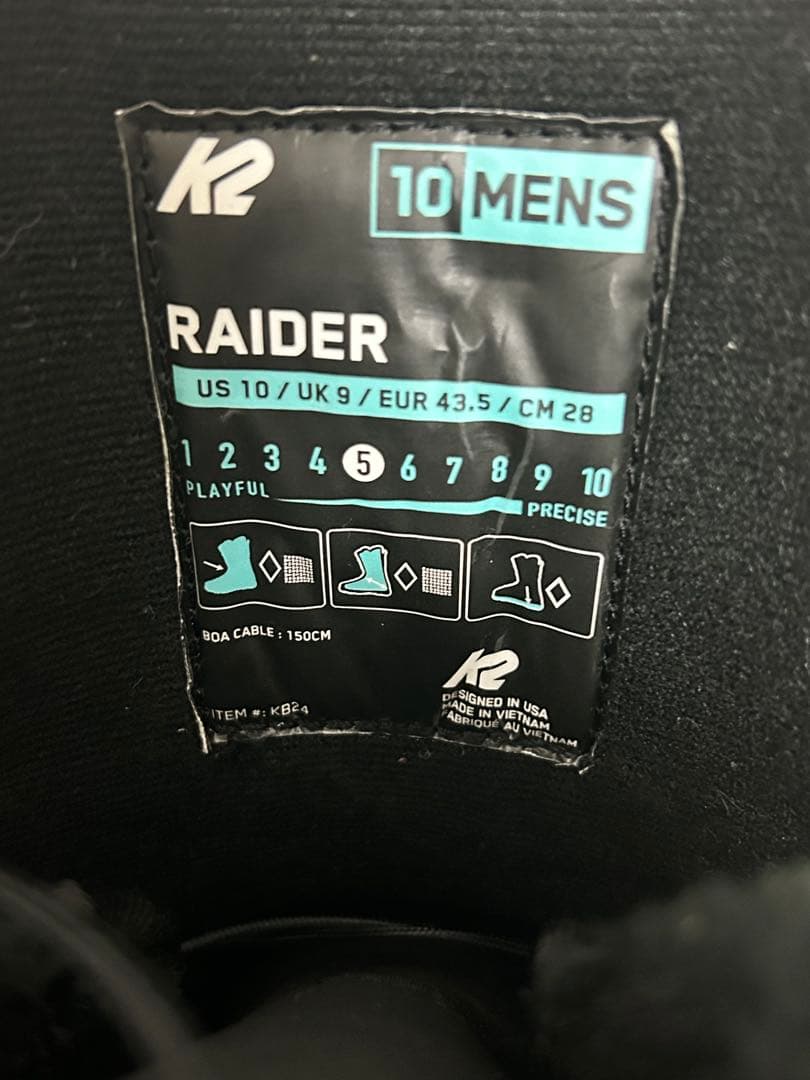 K2
10 MENS
RAIDER
US 10 / UK 9 / EUR 43.5 / CM 28
1 2 3 4 5 6 7 8 9 10
PLAYFUL PRECISE
BOA CABLE : 150CM
K2
DESIGNED IN USA
MADE IN VIETNAM
FABRIQUÉ AU VIETNAM
ITEM #: KB24